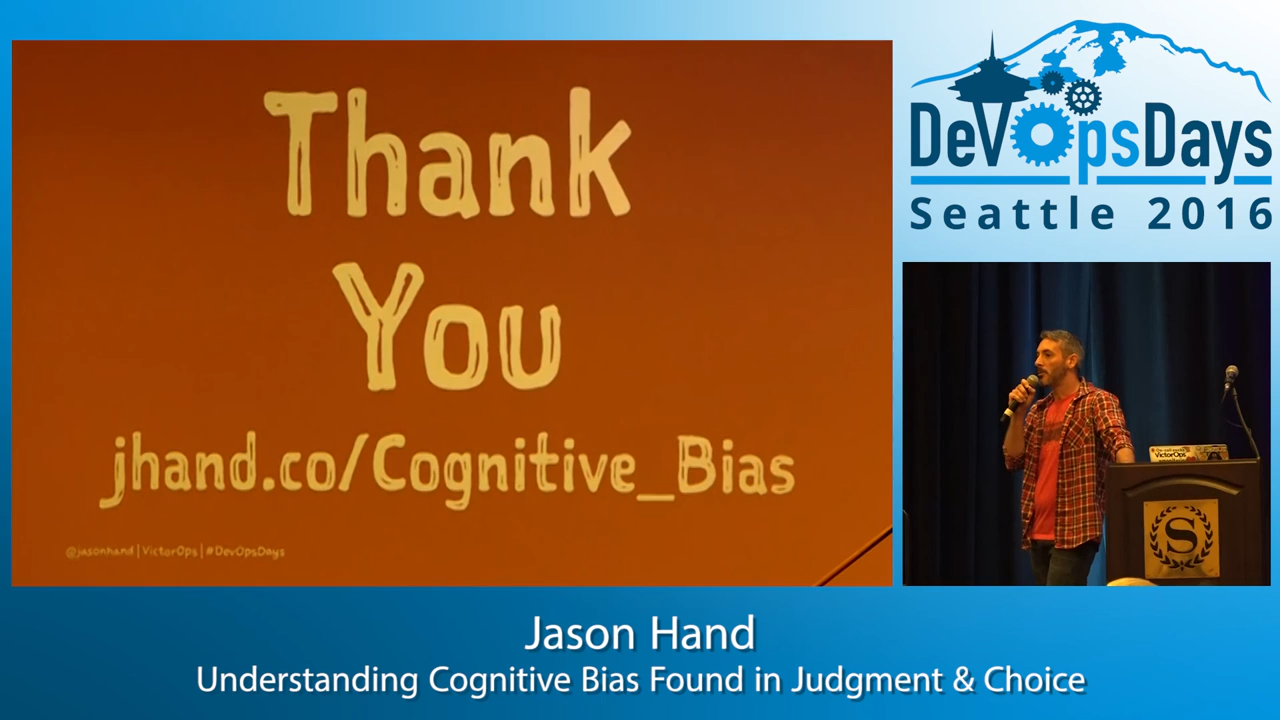 Thank
You
jhand.co/Cognitive_Bias
@jasonhand | VictorOps | #DevOpsDays
DevOpsDays
Seattle 2016
VictorOps
S
Jason Hand
Understanding Cognitive Bias Found in Judgment & Choice